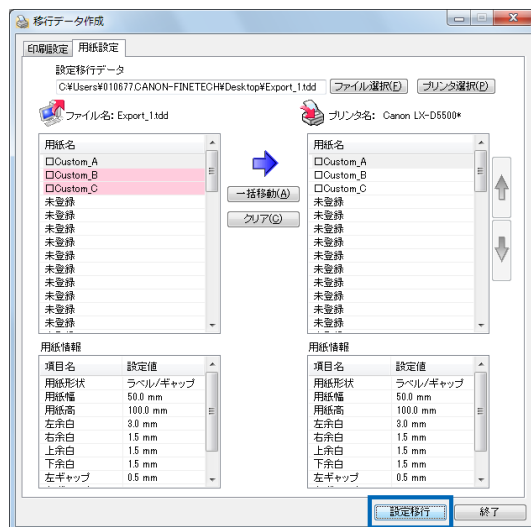 移行データ作成
印刷設定 用紙設定
設定移行データ
C:¥Users¥010677.CANON-FINETECH¥Desktop¥Export_1.tdd ファイル選択(F) プリンタ選択(P)
ファイル名: Export_1.tdd
プリンタ名: Canon LX-D5500*
用紙名
□Custom_A
□Custom_B
□Custom_C
未登録
未登録
未登録
未登録
未登録
未登録
未登録
未登録
未登録
未登録
一括移動(A)
クリア(C)
用紙名
□Custom_A
□Custom_B
□Custom_C
未登録
未登録
未登録
未登録
未登録
未登録
未登録
未登録
未登録
未登録
用紙情報
項目名 設定値
用紙形状 ラベル/ギャップ
用紙幅 50.0 mm
用紙高 100.0 mm
左余白 3.0 mm
右余白 1.5 mm
上余白 1.5 mm
下余白 1.5 mm
左ギャップ 0.5 mm
用紙情報
項目名 設定値
用紙形状 ラベル/ギャップ
用紙幅 50.0 mm
用紙高 100.0 mm
左余白 3.0 mm
右余白 1.5 mm
上余白 1.5 mm
下余白 1.5 mm
左ギャップ 0.5 mm
設定移行 終了